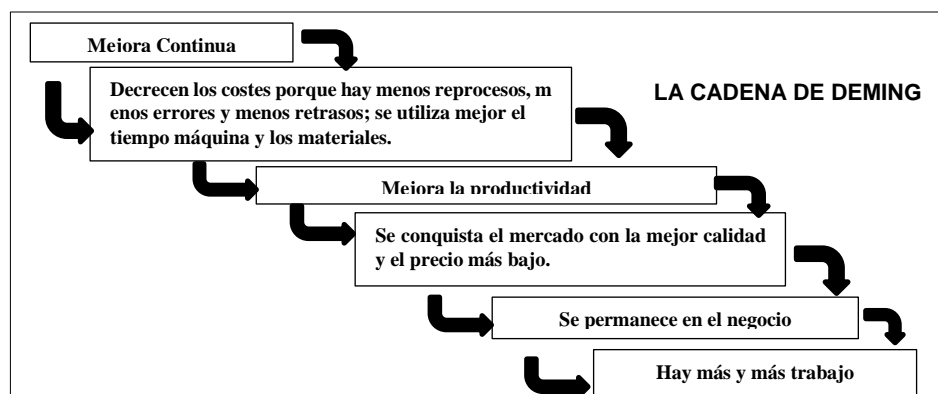 Mejora Continua
LA CADENA DE DEMING
Decrecen los costes porque hay menos reprocesos, m
enos errores y menos retrasos; se utiliza mejor el
tiempo máquina y los materiales.
Mejora la productividad
Se conquista el mercado con la mejor calidad
y el precio más bajo.
Se permanece en el negocio
Hay más y más trabajo